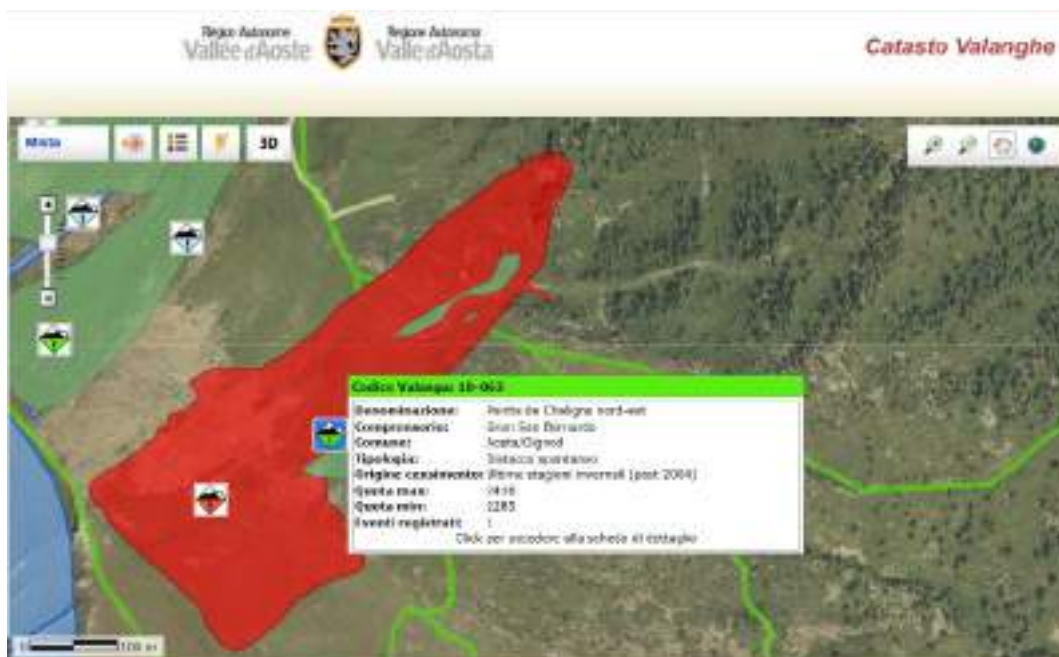 Région Autonome
Vallée d'Aoste
Regione Autonoma
Valle d'Aosta
Catasto Valanghe
Mista
3D
Codice Valanga: 10-063
Denominazione: Pointe de Chaligne nord-est
Comprensorio: Gran San Bernardo
Comune: Aosta/Gignod
Tipologia: Distacco spontaneo
Origine censimento: Ultime stagioni invernali (post 2004)
Quota max:
Quota min:
Eventi registrati: 1
Click per accedere alla scheda di dettaglio